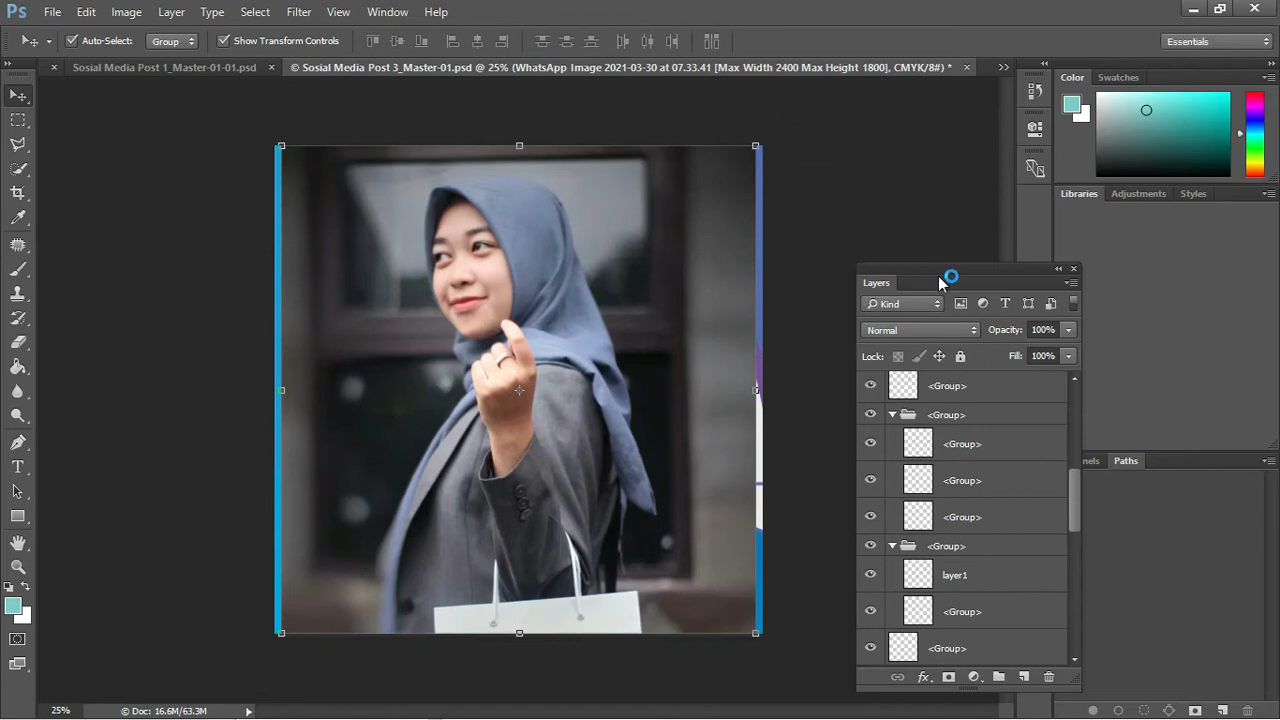 Ps File Edit Image Layer Type Select Filter View Window Help
Auto-Select: Group Show Transform Controls Essentials
Sosial Media Post 1_Master-01-01.psd © Sosial Media Post 3_Master-01.psd @ 25% (WhatsApp Image 2021-03-30 at 07.33.41 [Max Width 2400 Max Height 1800], CMYK/8#) *
Color Swatches
Libraries Adjustments Styles
Layers
Kind
Normal Opacity: 100%
Lock: Fill: 100%
<Group>
<Group>
<Group>
<Group>
<Group>
<Group>
layer1
<Group>
<Group>
nels Paths
25% © Doc: 16.6M/63.3M